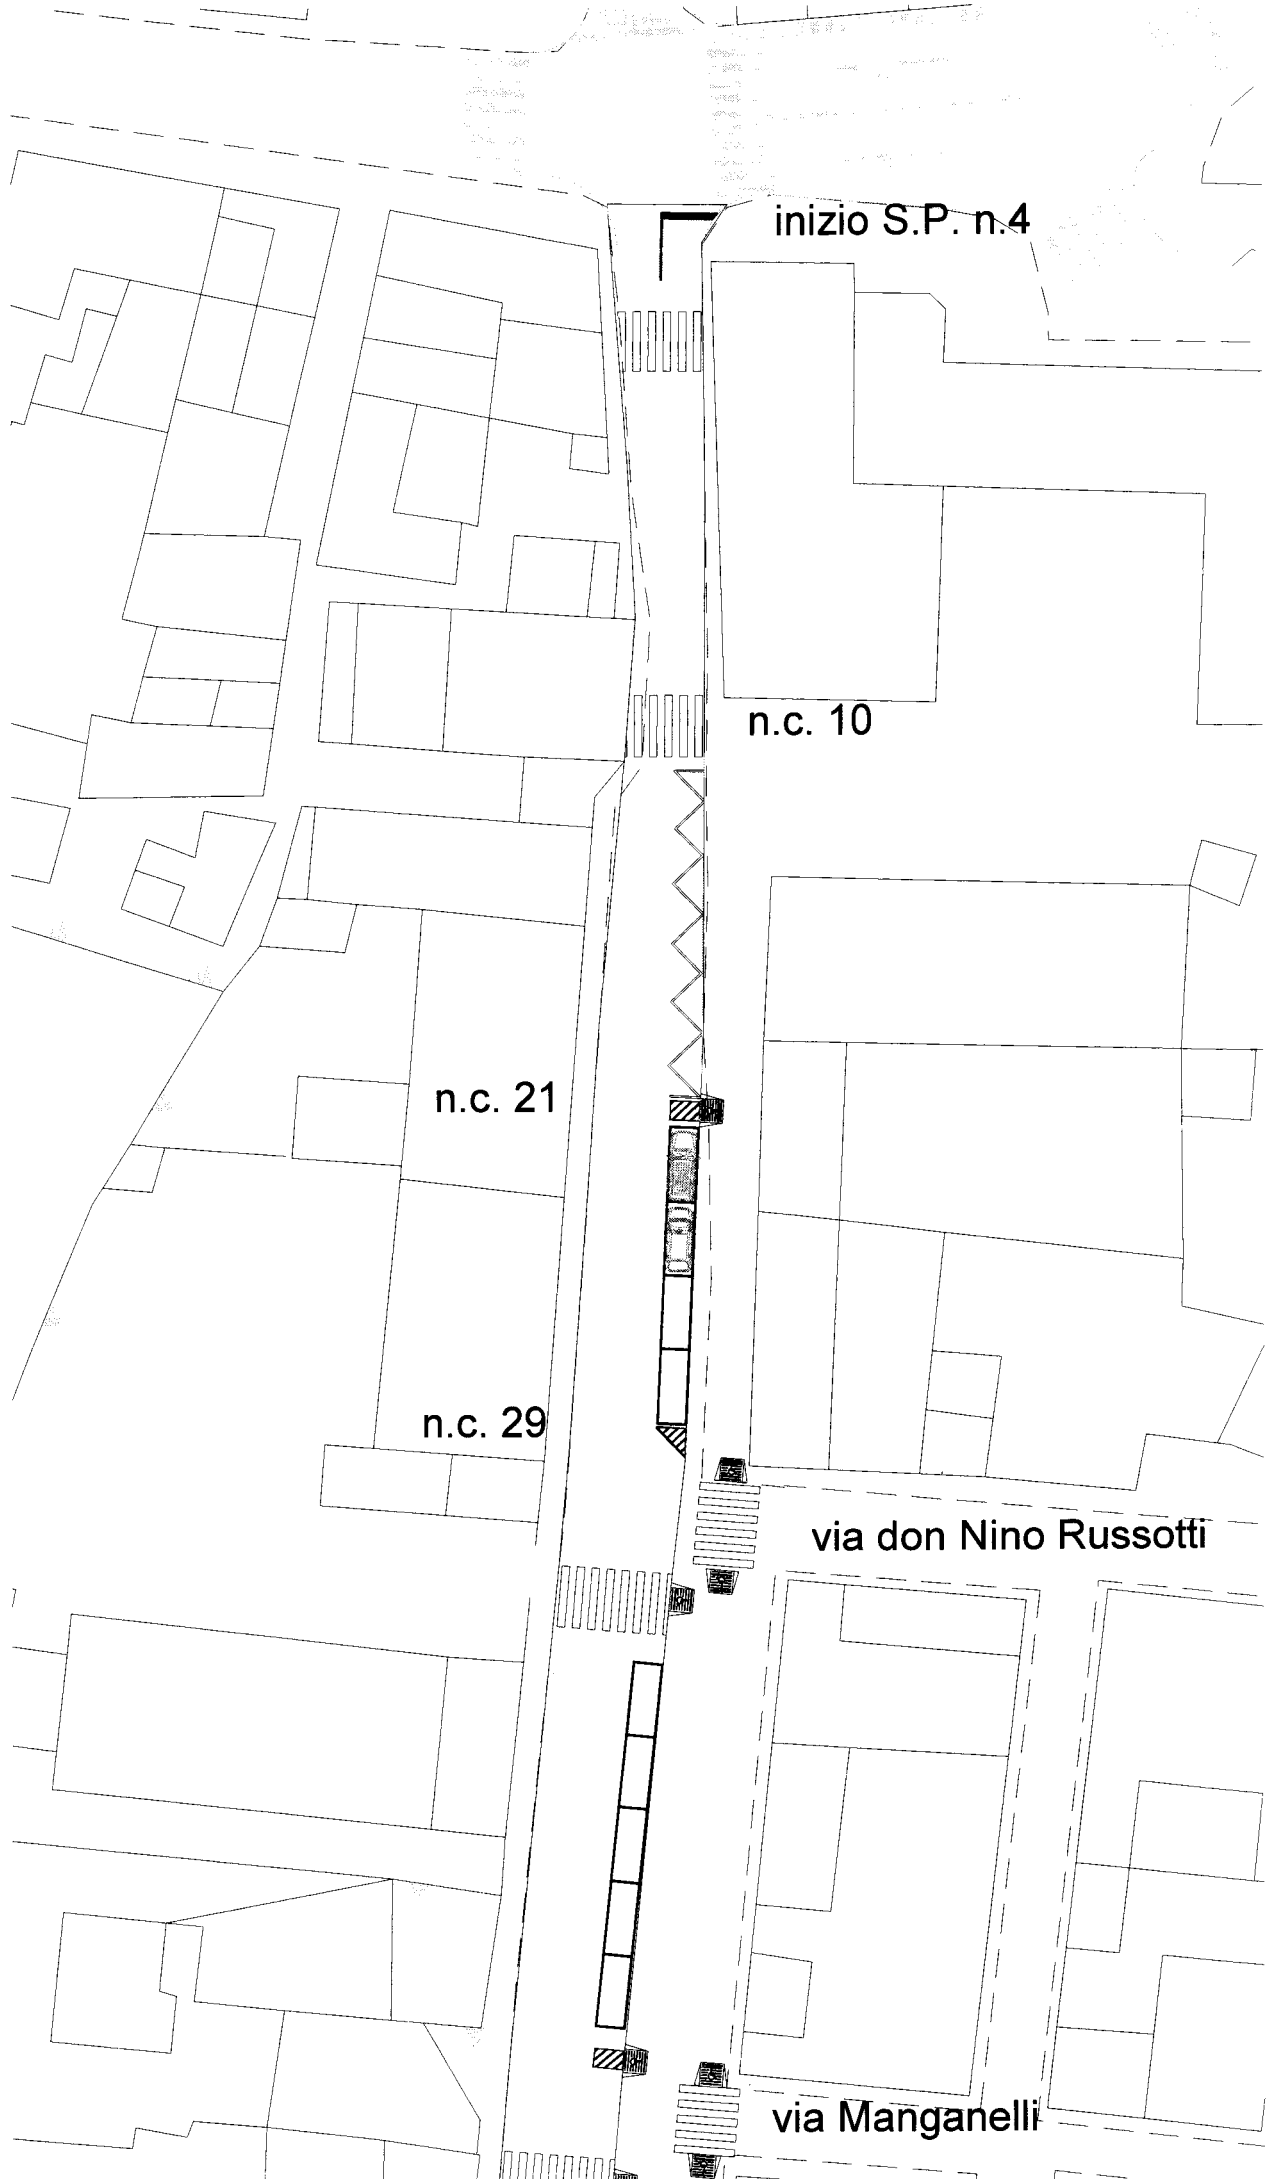 inizio S.P. n.4
n.c. 10
n.c. 21
n.c. 29
via don Nino Russotti
via Manganelli